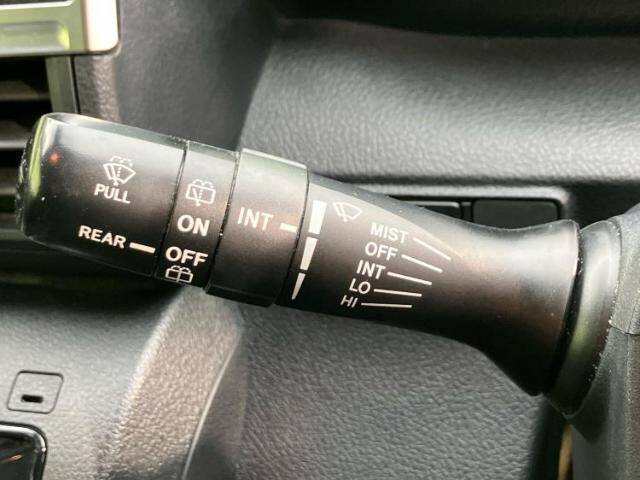 PULL
REAR
ON
OFF
INT
MIST
OFF
INT
LO
HI